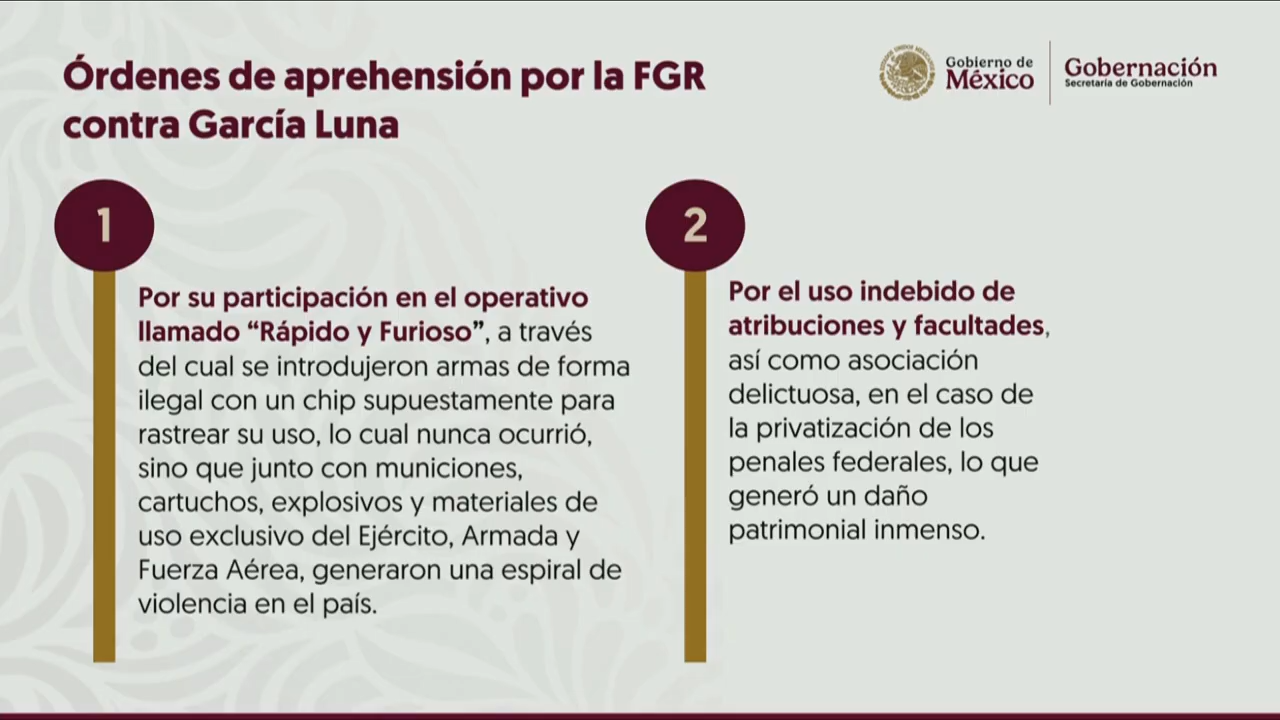 Órdenes de aprehensión por la FGR
contra García Luna
Gobierno de
México
Gobernación
Secretaría de Gobernación
1
Por su participación en el operativo
llamado “Rápido y Furioso”, a través
del cual se introdujeron armas de forma
ilegal con un chip supuestamente para
rastrear su uso, lo cual nunca ocurrió,
sino que junto con municiones,
cartuchos, explosivos y materiales de
uso exclusivo del Ejército, Armada y
Fuerza Aérea, generaron una espiral de
violencia en el país.
2
Por el uso indebido de
atribuciones y facultades,
así como asociación
delictuosa, en el caso de
la privatización de los
penales federales, lo que
generó un daño
patrimonial inmenso.